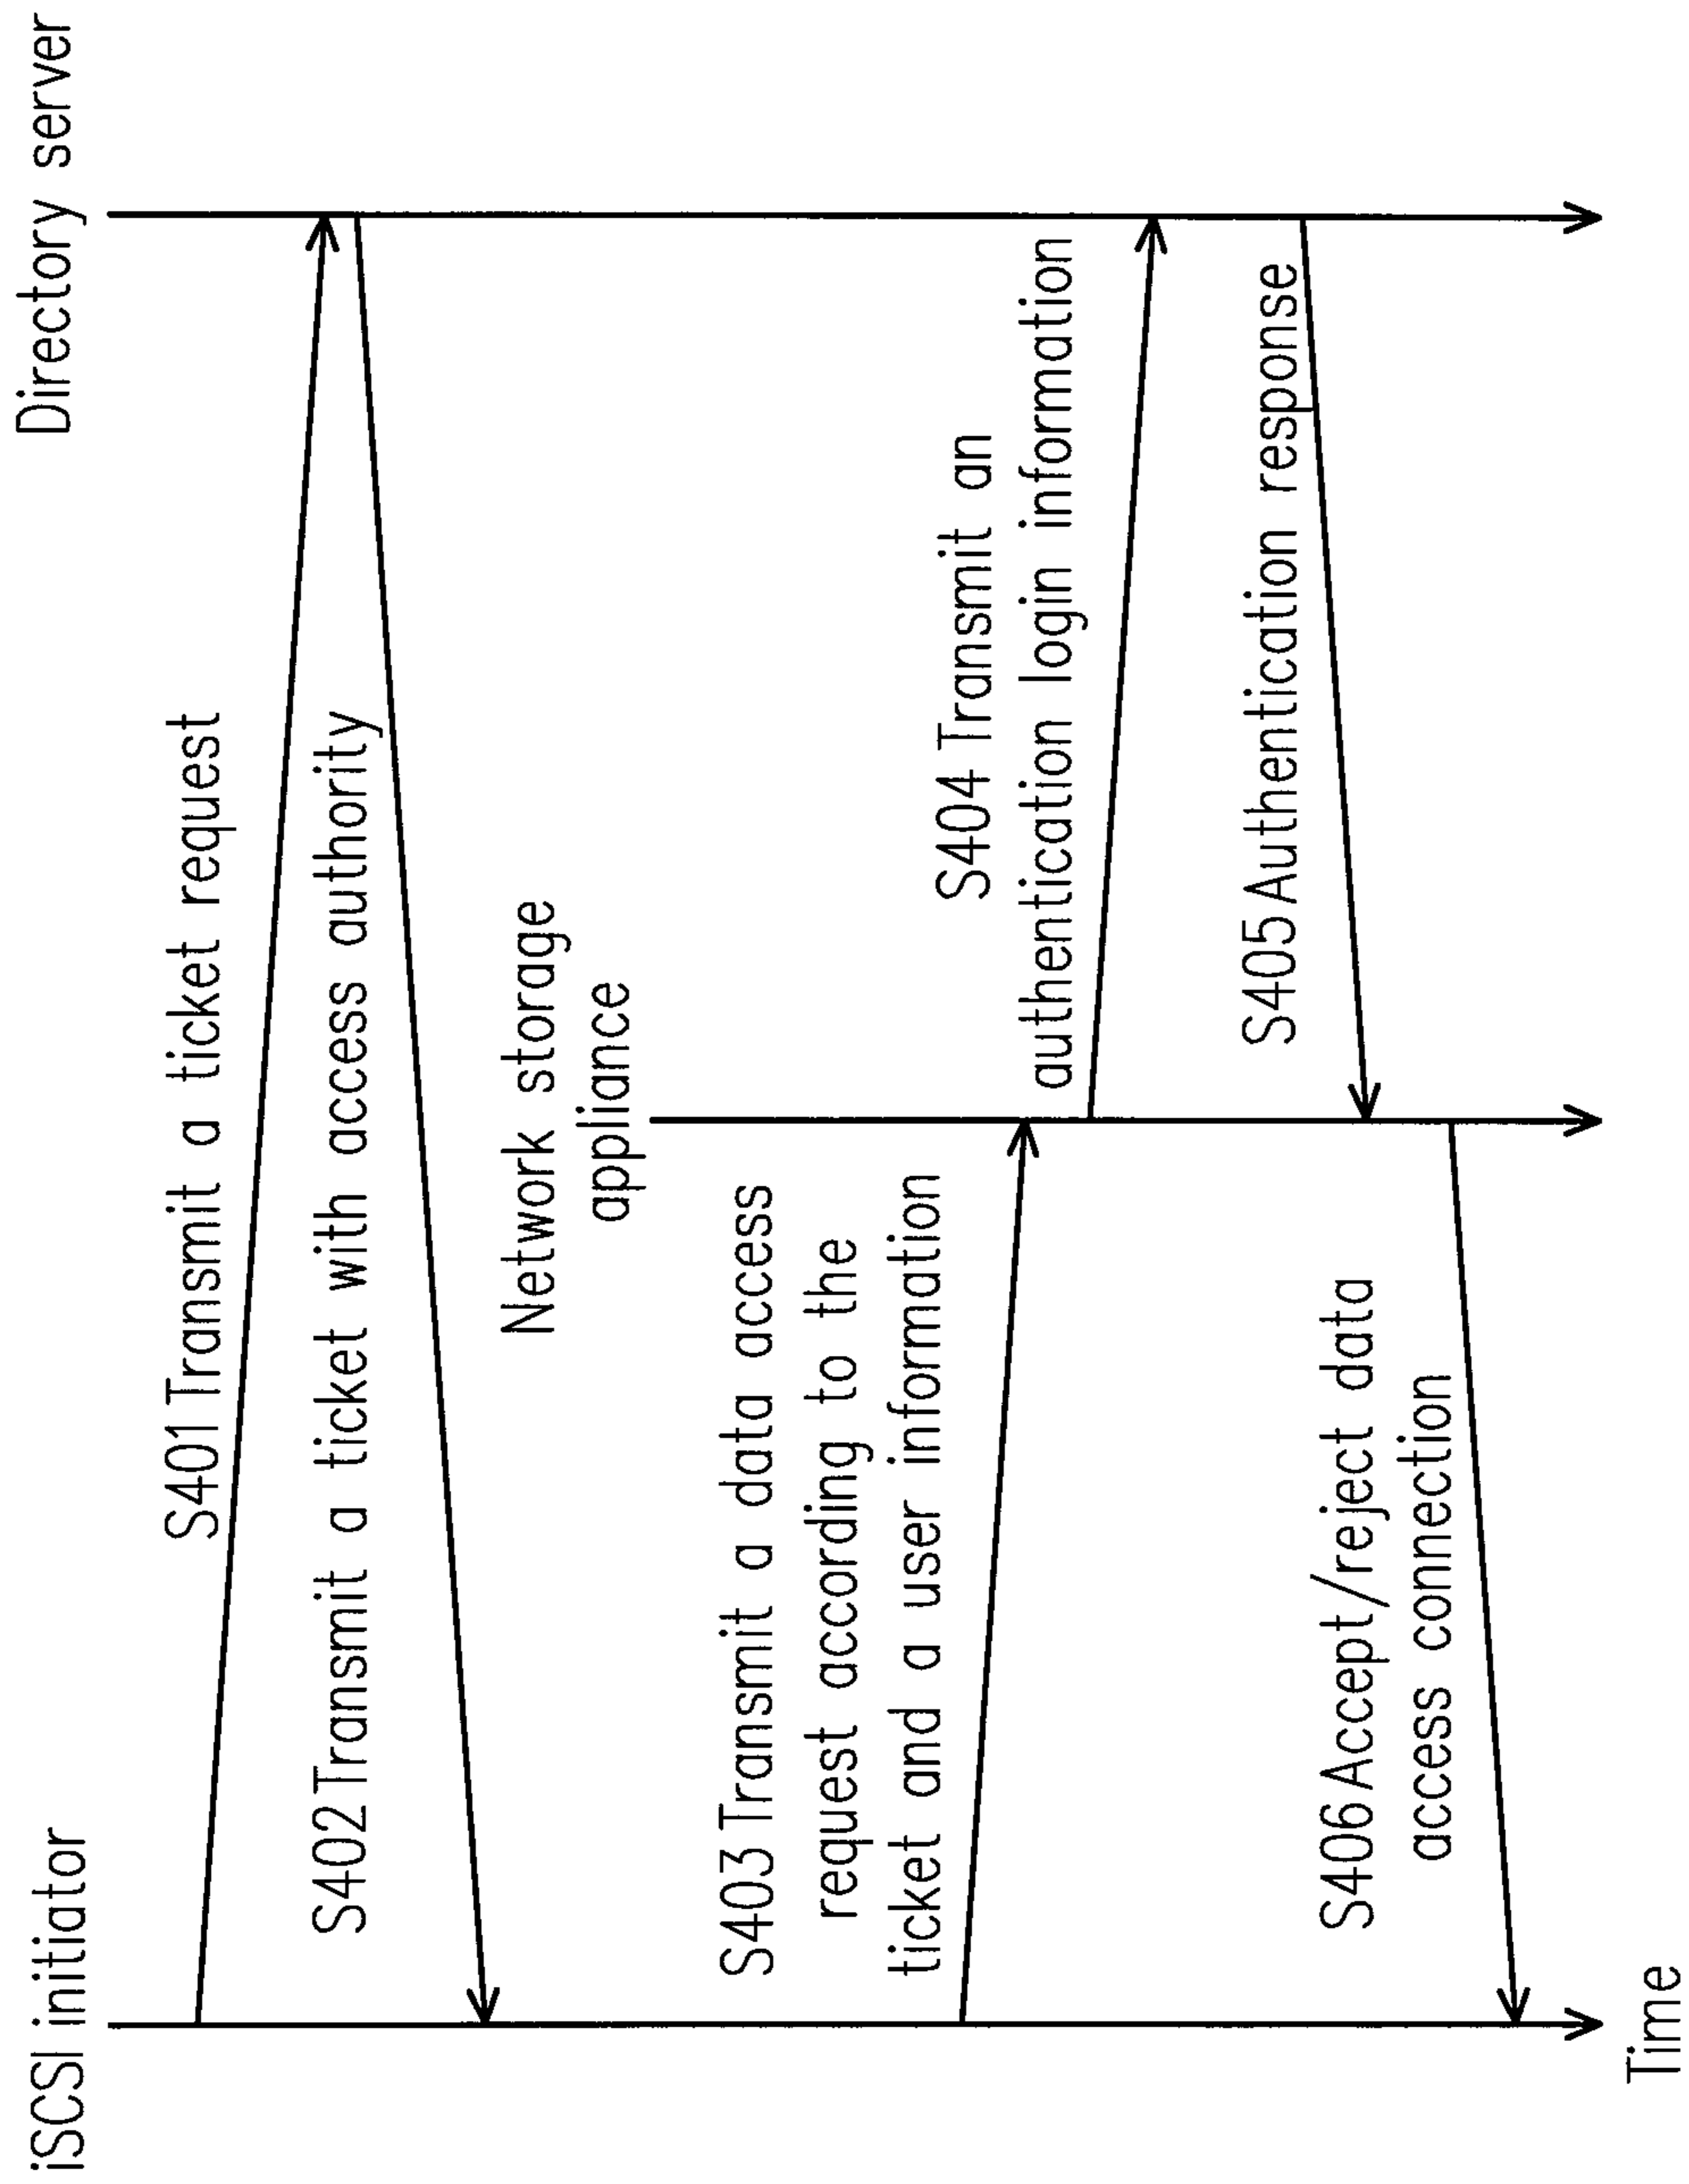 iSCSI initiator
Directory server
S401 Transmit a ticket request
S402 Transmit a ticket with access authority
Network storage
appliance
S403 Transmit a data access
request according to the
ticket and a user information
S404 Transmit an
authentication login information
S405 Authentication response
S406 Accept/reject data
access connection
Time